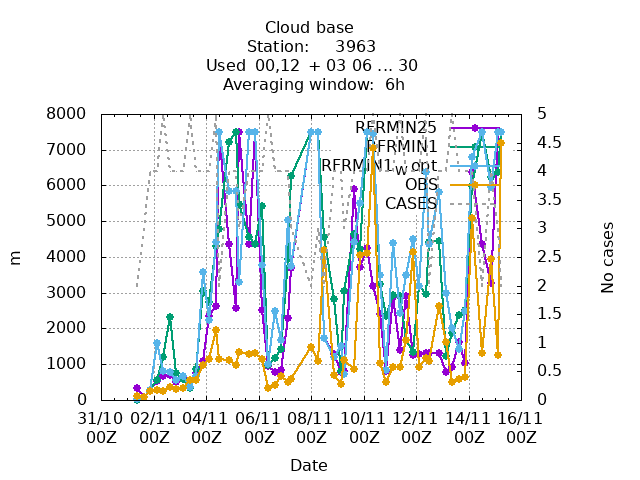 Cloud base
Station: 3963
Used 00,12 + 03 06 ... 30
Averaging window: 6h
RFRMIN25
RFRMIN1
RFRMIN1_w_opt
OBS
CASES
m
8000
7000
6000
5000
4000
3000
2000
1000
0
No cases
5
4.5
4
3.5
3
2.5
2
1.5
1
0.5
0
31/10 02/11 04/11 06/11 08/11 10/11 12/11 14/11 16/11
00Z 00Z 00Z 00Z 00Z 00Z 00Z 00Z 00Z
Date